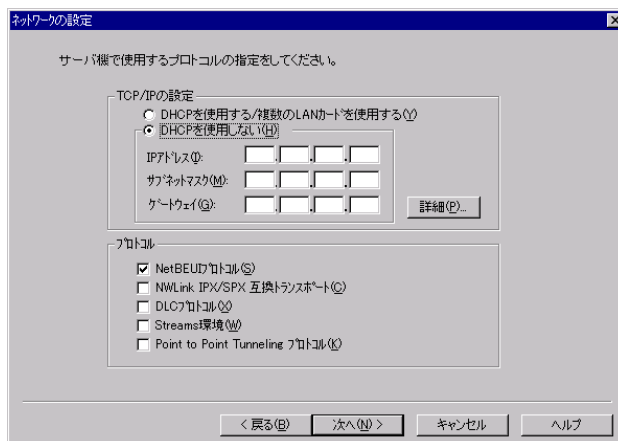 ネットワークの設定
サーバ機で使用するプロトコルの指定をしてください。
TCP/IPの設定
DHCPを使用する/複数のLANカードを使用する(Y)
DHCPを使用しない(H)
IPアドレス(I):
サブネットマスク(M):
ゲートウェイ(G):
詳細(P)...
プロトコル
NetBEUIプロトコル(S)
NWLink IPX/SPX 互換トランスポート(C)
DLCプロトコル(X)
Streams環境(W)
Point to Point Tunneling プロトコル(K)
< 戻る(B)
次へ(N) >
キャンセル
ヘルプ